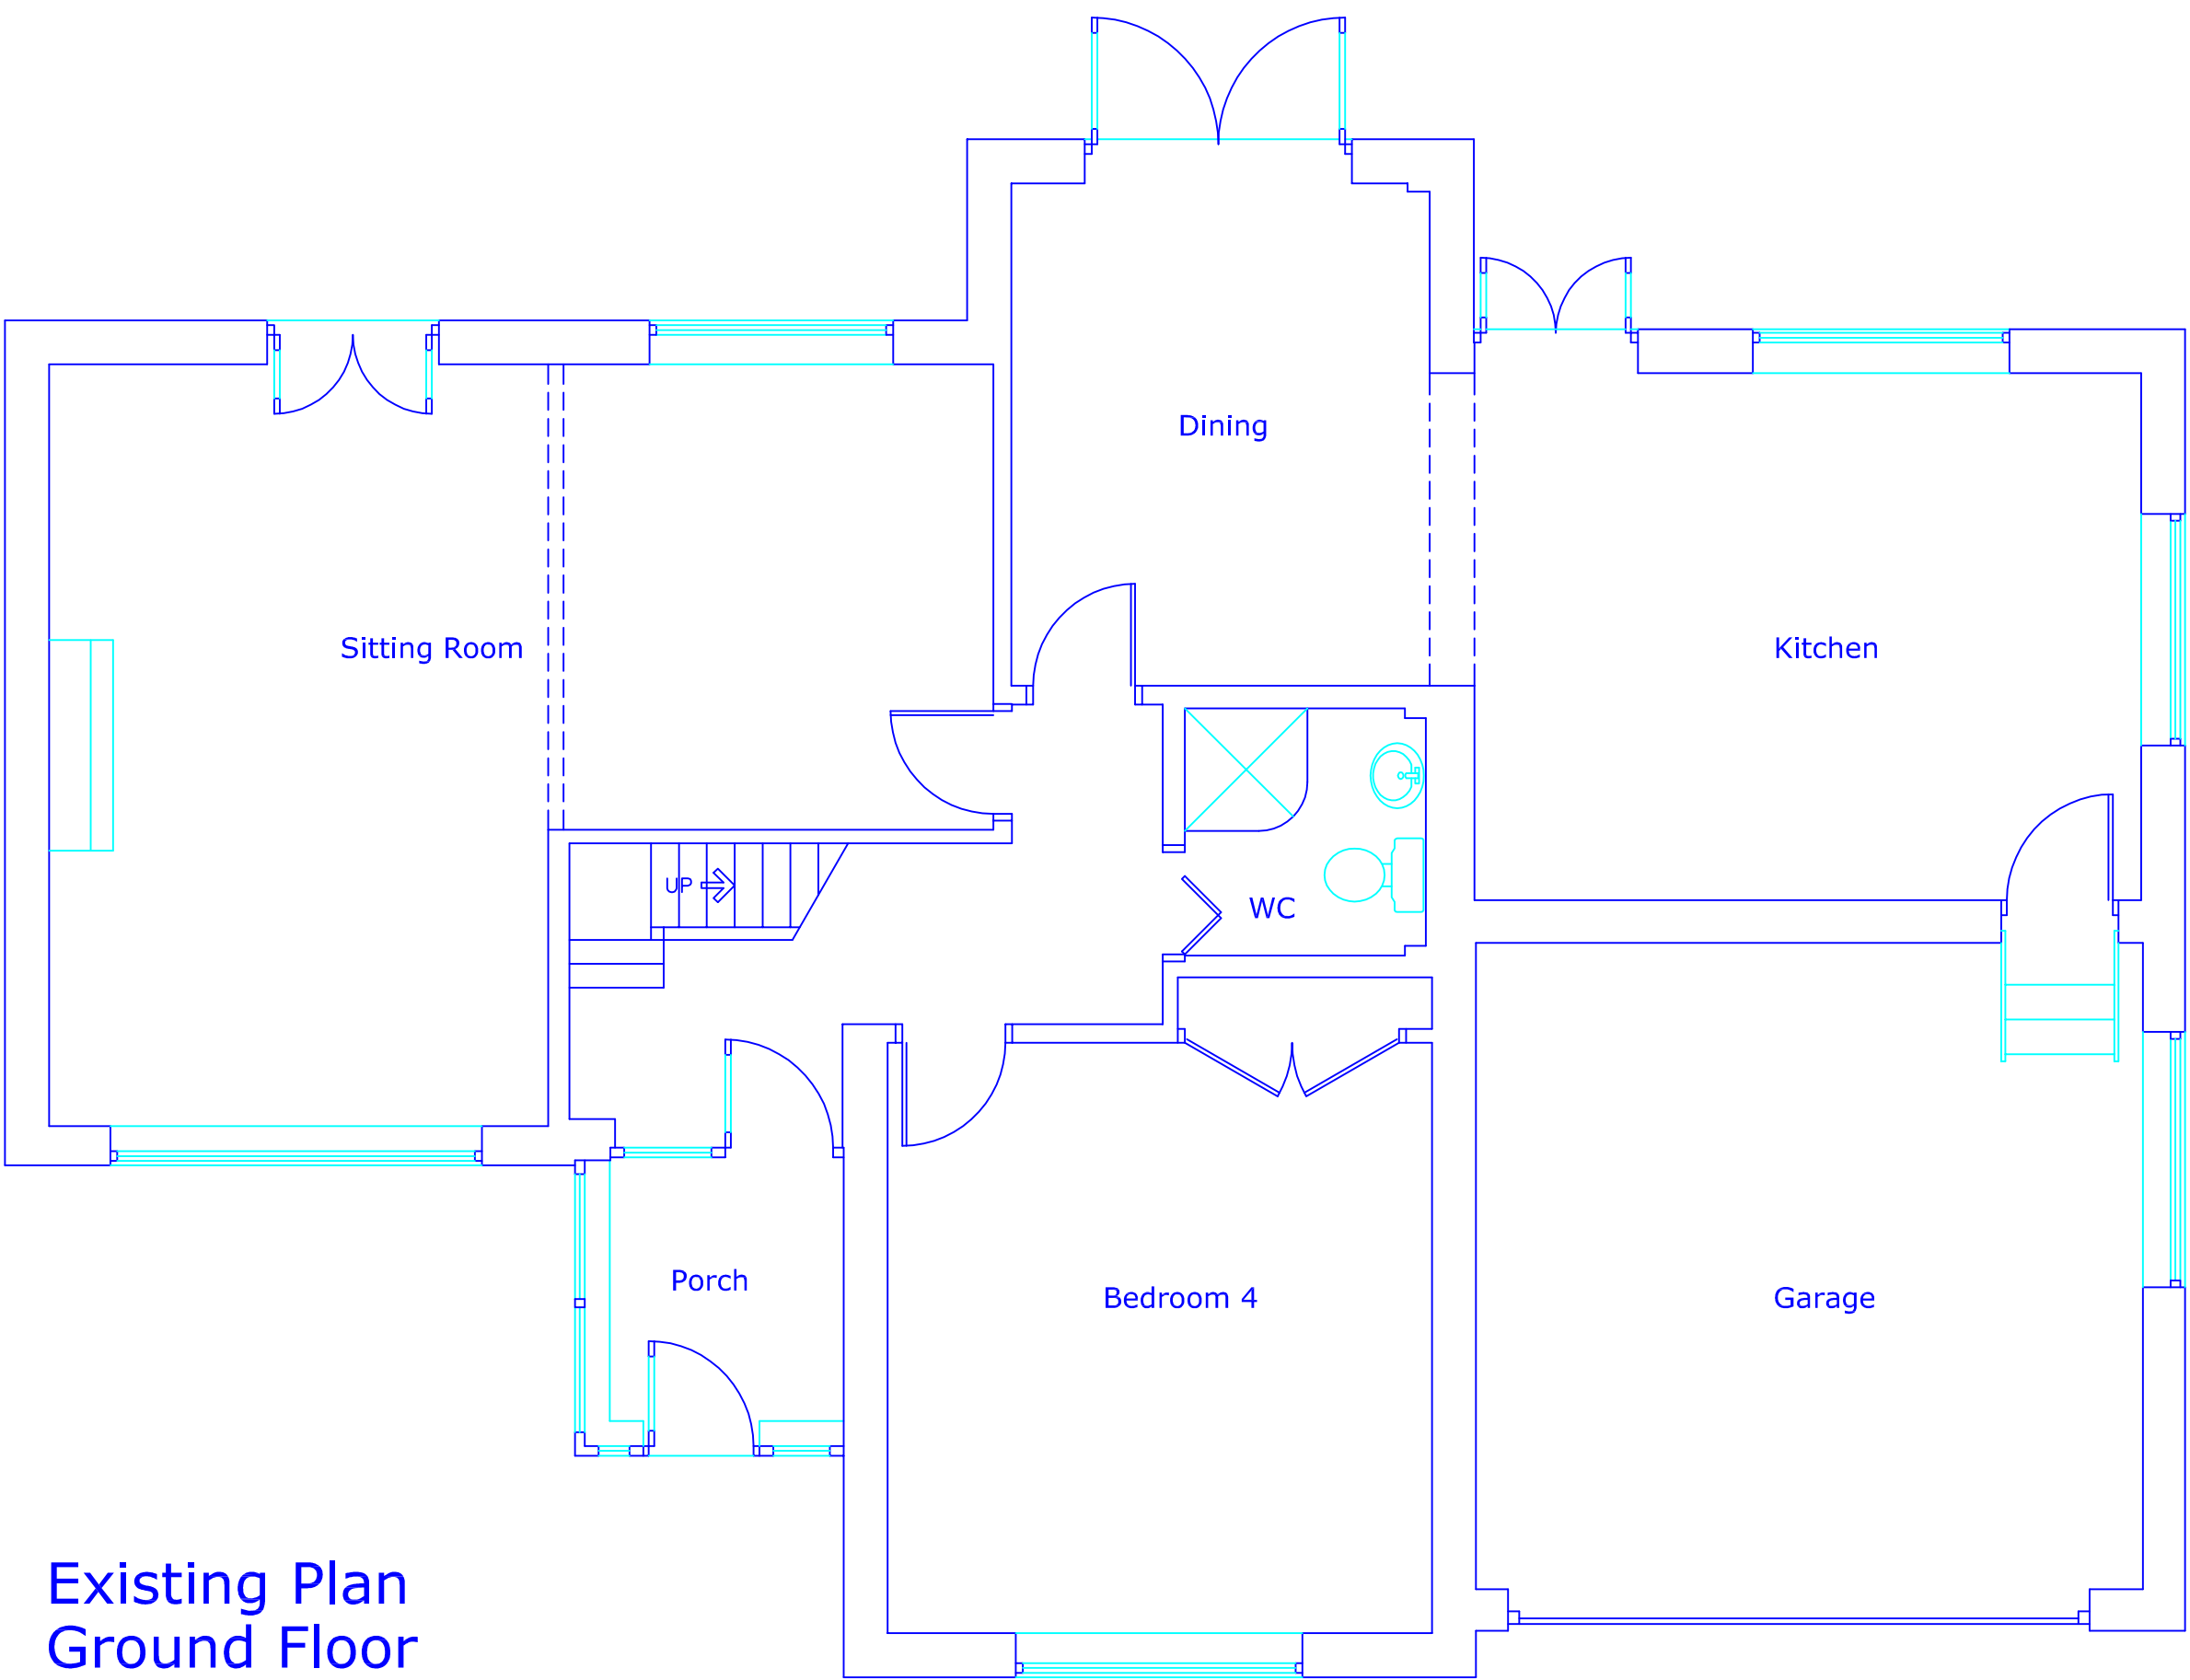 Dining
Sitting Room
Kitchen
UP
WC
Porch
Bedroom 4
Garage
Existing Plan
Ground Floor